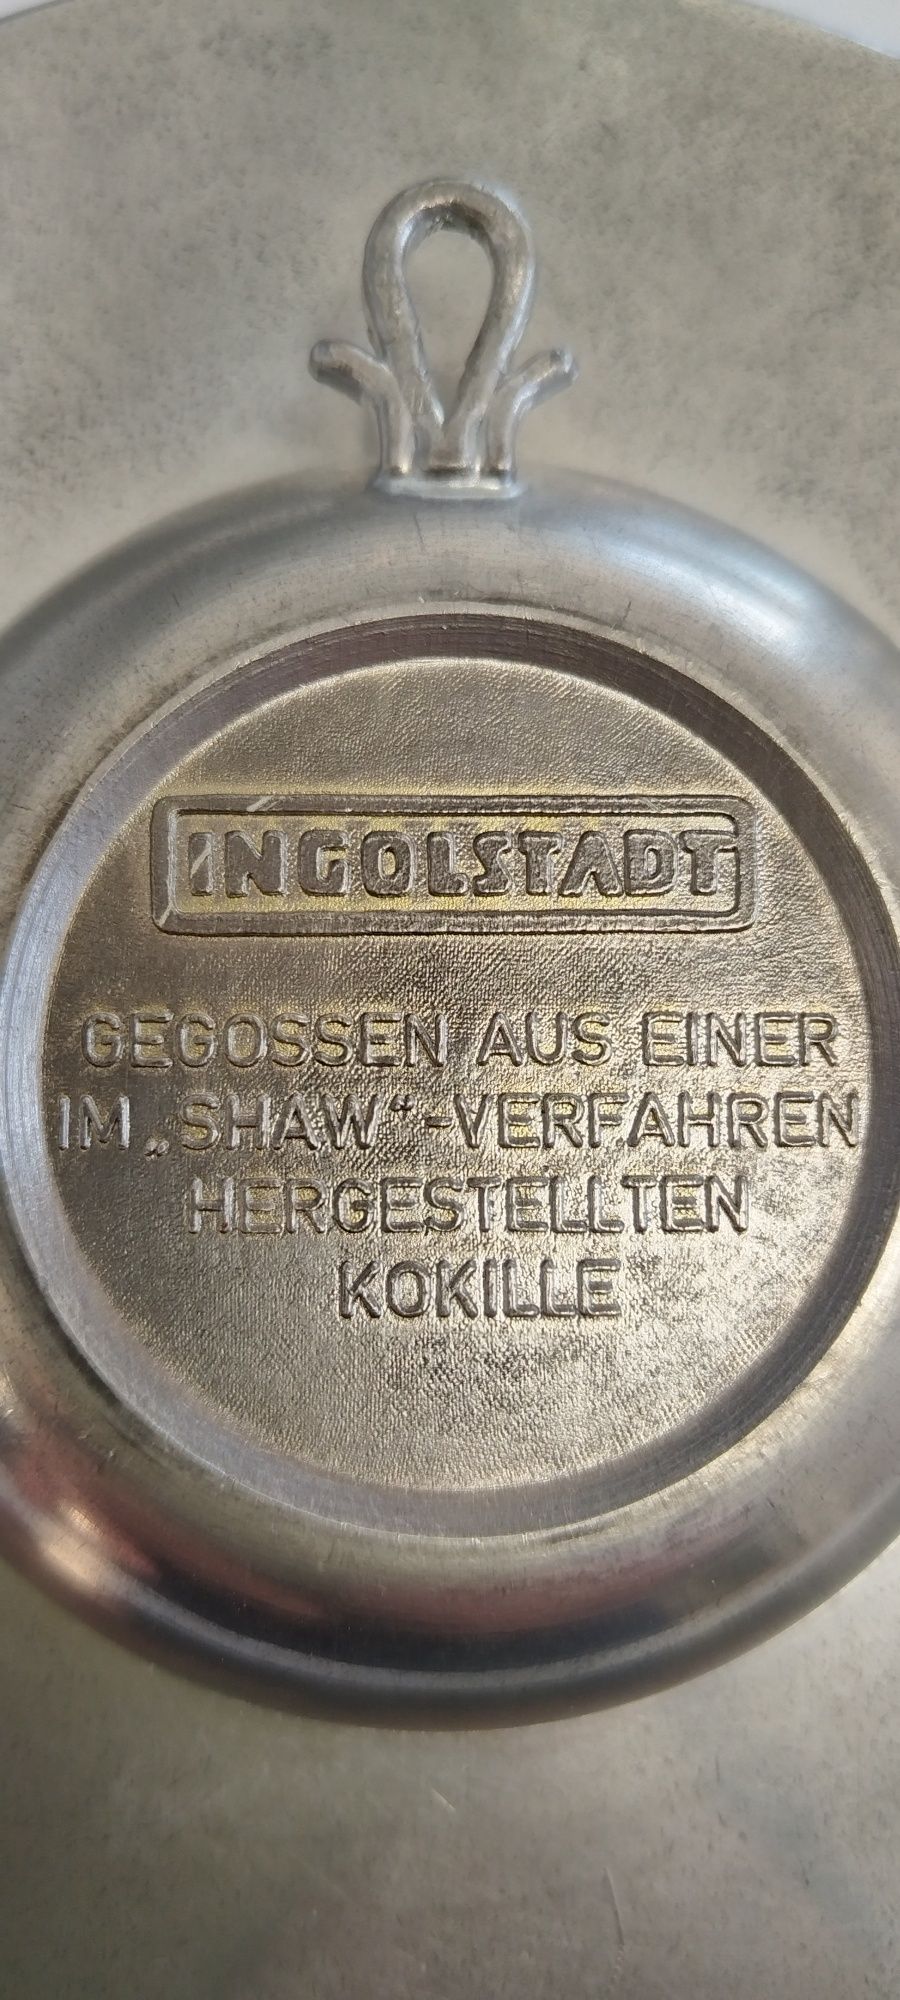 INGOLSTADT
GEGOSSEN AUS EINER
IM „SHAW“-VERFAHREN
HERGESTELLTEN
KOKILLE